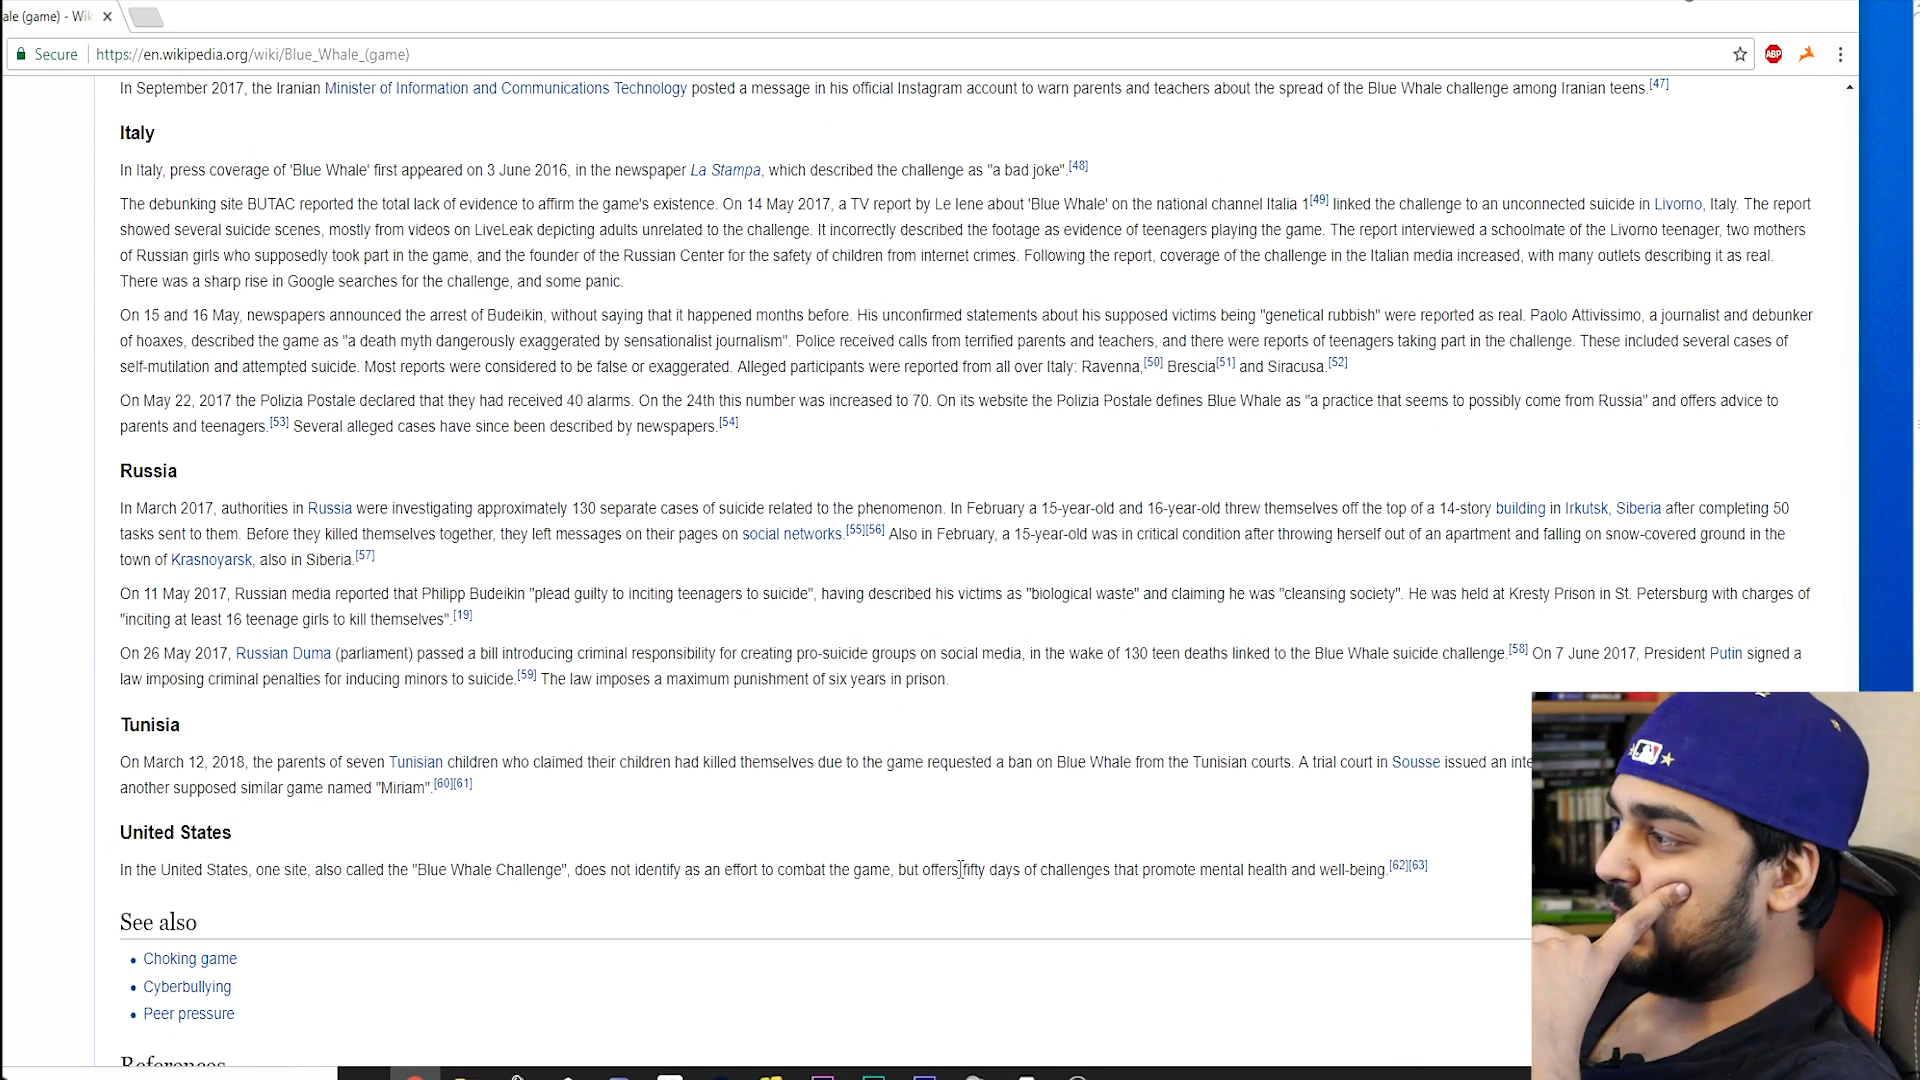 ale (game) - Wik
Secure https://en.wikipedia.org/wiki/Blue_Whale_(game)
ABP
In September 2017, the Iranian Minister of Information and Communications Technology posted a message in his official Instagram account to warn parents and teachers about the spread of the Blue Whale challenge among Iranian teens.[47]
Italy
In Italy, press coverage of 'Blue Whale' first appeared on 3 June 2016, in the newspaper La Stampa, which described the challenge as "a bad joke".[48]
The debunking site BUTAC reported the total lack of evidence to affirm the game's existence. On 14 May 2017, a TV report by Le Iene about 'Blue Whale' on the national channel Italia 1[49] linked the challenge to an unconnected suicide in Livorno, Italy. The report
showed several suicide scenes, mostly from videos on LiveLeak depicting adults unrelated to the challenge. It incorrectly described the footage as evidence of teenagers playing the game. The report interviewed a schoolmate of the Livorno teenager, two mothers
of Russian girls who supposedly took part in the game, and the founder of the Russian Center for the safety of children from internet crimes. Following the report, coverage of the challenge in the Italian media increased, with many outlets describing it as real.
There was a sharp rise in Google searches for the challenge, and some panic.
On 15 and 16 May, newspapers announced the arrest of Budeikin, without saying that it happened months before. His unconfirmed statements about his supposed victims being "genetical rubbish" were reported as real. Paolo Attivissimo, a journalist and debunker
of hoaxes, described the game as "a death myth dangerously exaggerated by sensationalist journalism". Police received calls from terrified parents and teachers, and there were reports of teenagers taking part in the challenge. These included several cases of
self-mutilation and attempted suicide. Most reports were considered to be false or exaggerated. Alleged participants were reported from all over Italy: Ravenna,[50] Brescia[51] and Siracusa.[52]
On May 22, 2017 the Polizia Postale declared that they had received 40 alarms. On the 24th this number was increased to 70. On its website the Polizia Postale defines Blue Whale as "a practice that seems to possibly come from Russia" and offers advice to
parents and teenagers.[53] Several alleged cases have since been described by newspapers.[54]
Russia
In March 2017, authorities in Russia were investigating approximately 130 separate cases of suicide related to the phenomenon. In February a 15-year-old and 16-year-old threw themselves off the top of a 14-story building in Irkutsk, Siberia after completing 50
tasks sent to them. Before they killed themselves together, they left messages on their pages on social networks.[55][56] Also in February, a 15-year-old was in critical condition after throwing herself out of an apartment and falling on snow-covered ground in the
town of Krasnoyarsk, also in Siberia.[57]
On 11 May 2017, Russian media reported that Philipp Budeikin "plead guilty to inciting teenagers to suicide", having described his victims as "biological waste" and claiming he was "cleansing society". He was held at Kresty Prison in St. Petersburg with charges of
"inciting at least 16 teenage girls to kill themselves".[19]
On 26 May 2017, Russian Duma (parliament) passed a bill introducing criminal responsibility for creating pro-suicide groups on social media, in the wake of 130 teen deaths linked to the Blue Whale suicide challenge.[58] On 7 June 2017, President Putin signed a
law imposing criminal penalties for inducing minors to suicide.[59] The law imposes a maximum punishment of six years in prison.
Tunisia
On March 12, 2018, the parents of seven Tunisian children who claimed their children had killed themselves due to the game requested a ban on Blue Whale from the Tunisian courts. A trial court in Sousse issued an inte
another supposed similar game named "Miriam".[60][61]
United States
In the United States, one site, also called the "Blue Whale Challenge", does not identify as an effort to combat the game, but offers fifty days of challenges that promote mental health and well-being.[62][63]
See also
Choking game
Cyberbullying
Peer pressure
References